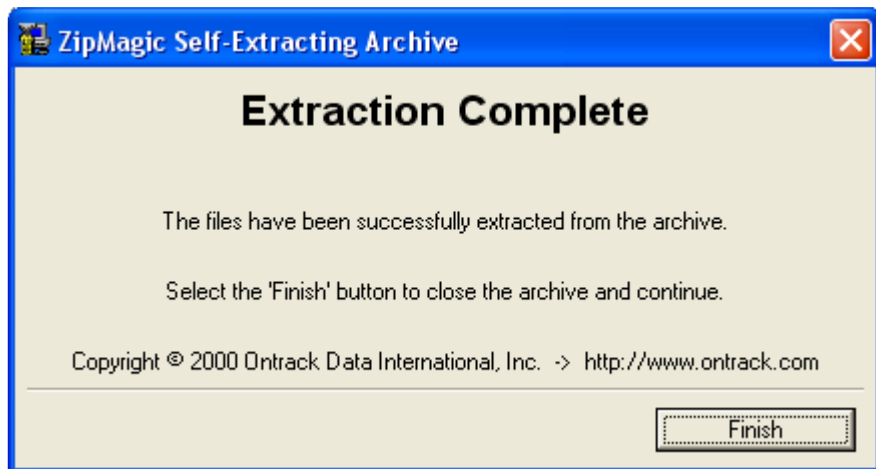 ZipMagic Self-Extracting Archive
Extraction Complete
The files have been successfully extracted from the archive.
Select the 'Finish' button to close the archive and continue.
Copyright © 2000 Ontrack Data International, Inc. -> http://www.ontrack.com
Finish